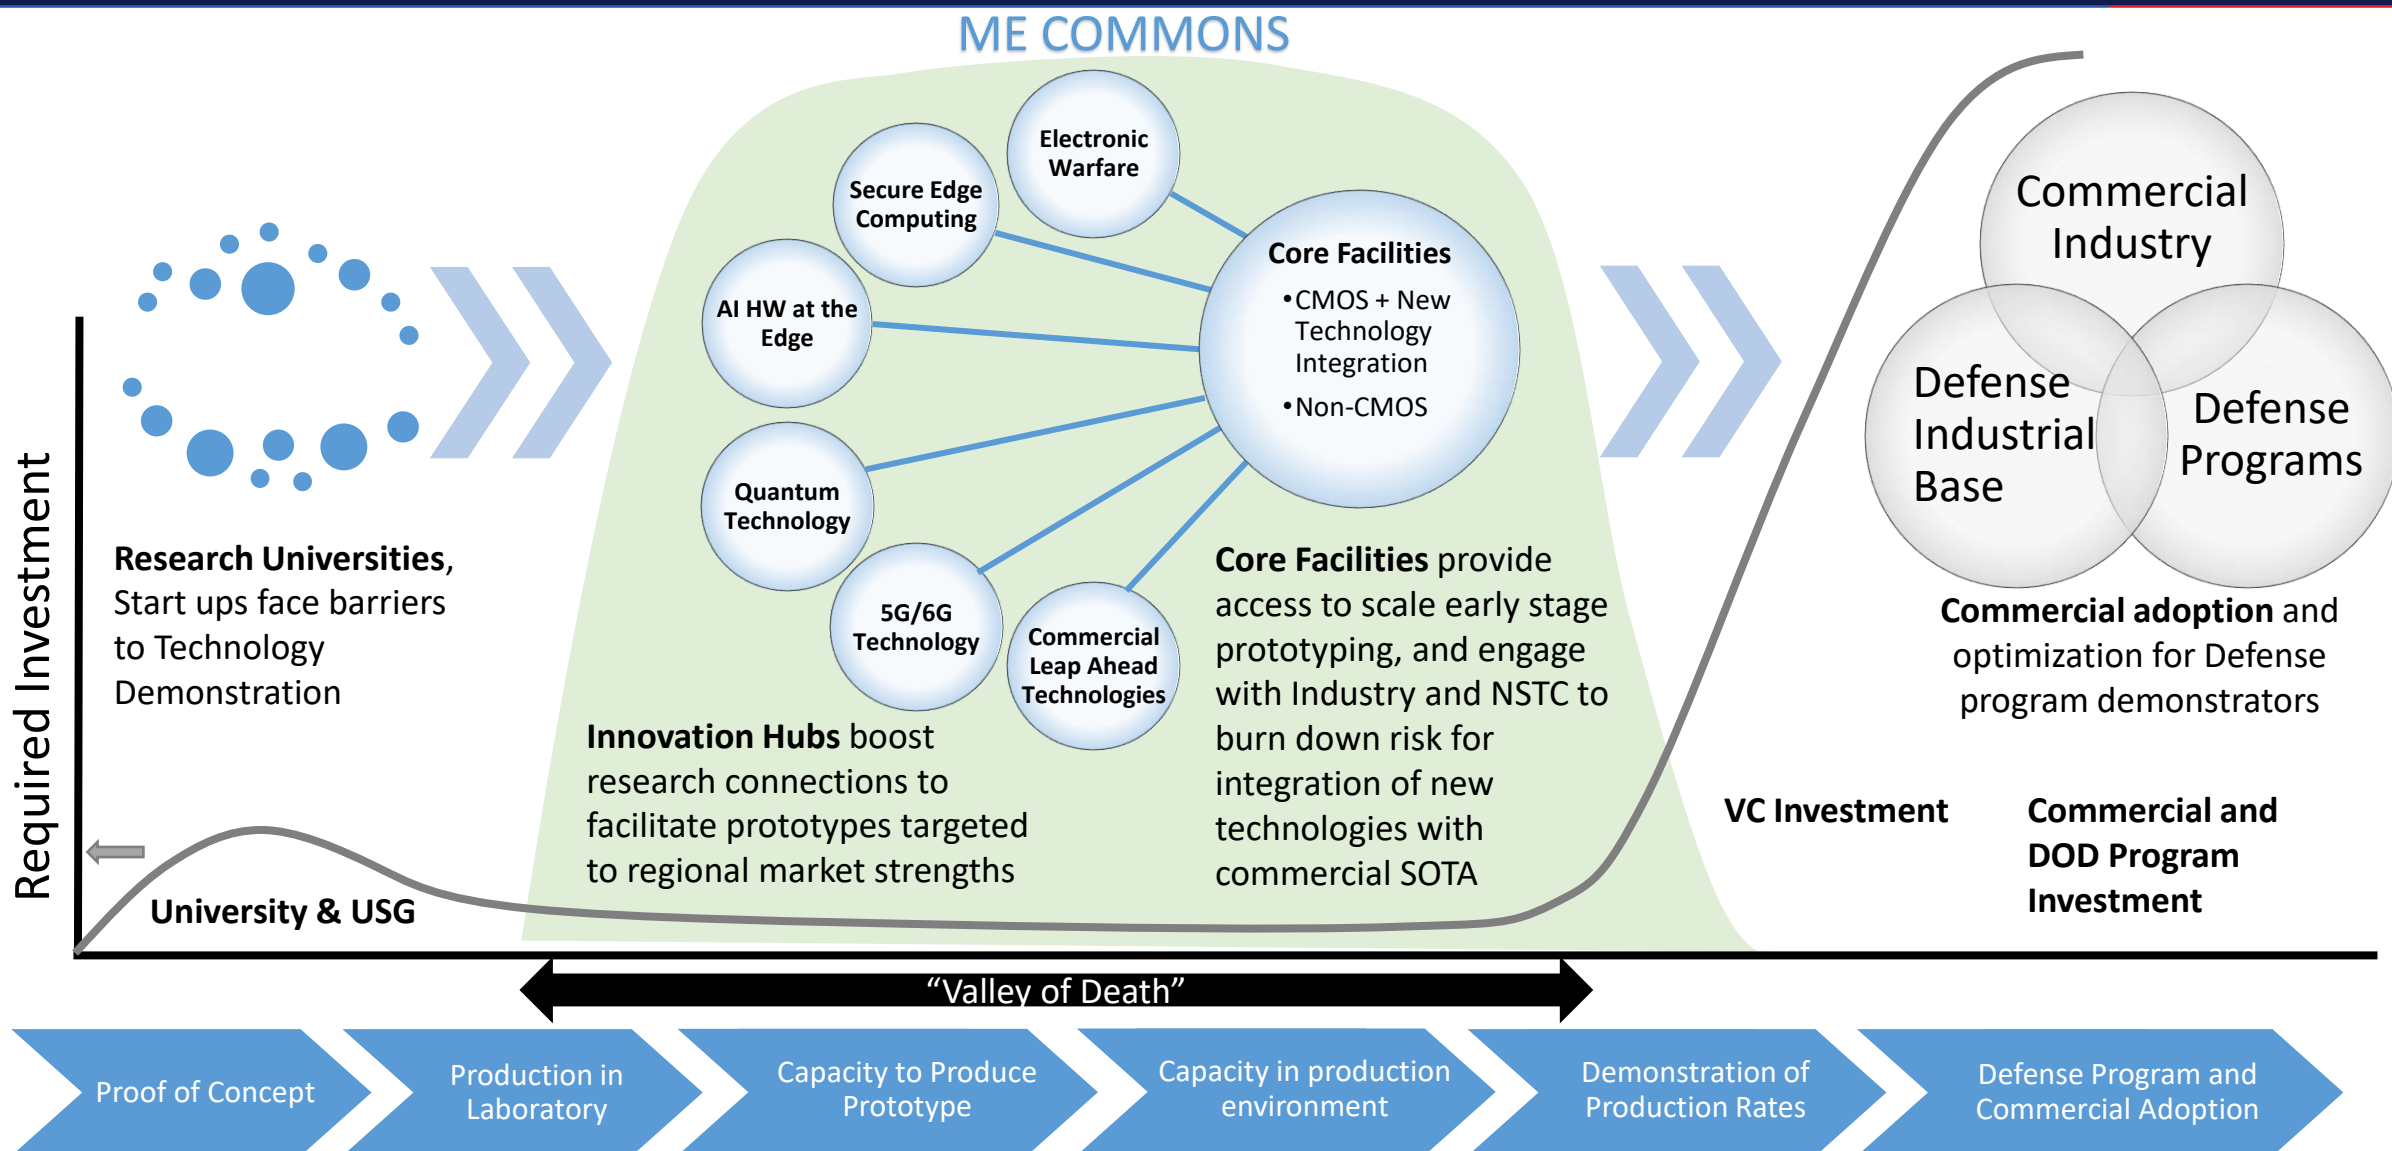 ME COMMONS
Required Investment
Research Universities,
Start ups face barriers
to Technology
Demonstration
University & USG
Electronic
Warfare
Secure Edge
Computing
AI HW at the
Edge
Quantum
Technology
5G/6G
Technology
Commercial
Leap Ahead
Technologies
Core Facilities
•CMOS + New
Technology
Integration
•Non-CMOS
Innovation Hubs boost
research connections to
facilitate prototypes targeted
to regional market strengths
Core Facilities provide
access to scale early stage
prototyping, and engage
with Industry and NSTC to
burn down risk for
integration of new
technologies with
commercial SOTA
Commercial
Industry
Defense
Industrial
Base
Defense
Programs
Commercial adoption and
optimization for Defense
program demonstrators
VC Investment
Commercial and
DOD Program
Investment
“Valley of Death”
Proof of Concept
Production in
Laboratory
Capacity to Produce
Prototype
Capacity in production
environment
Demonstration of
Production Rates
Defense Program and
Commercial Adoption